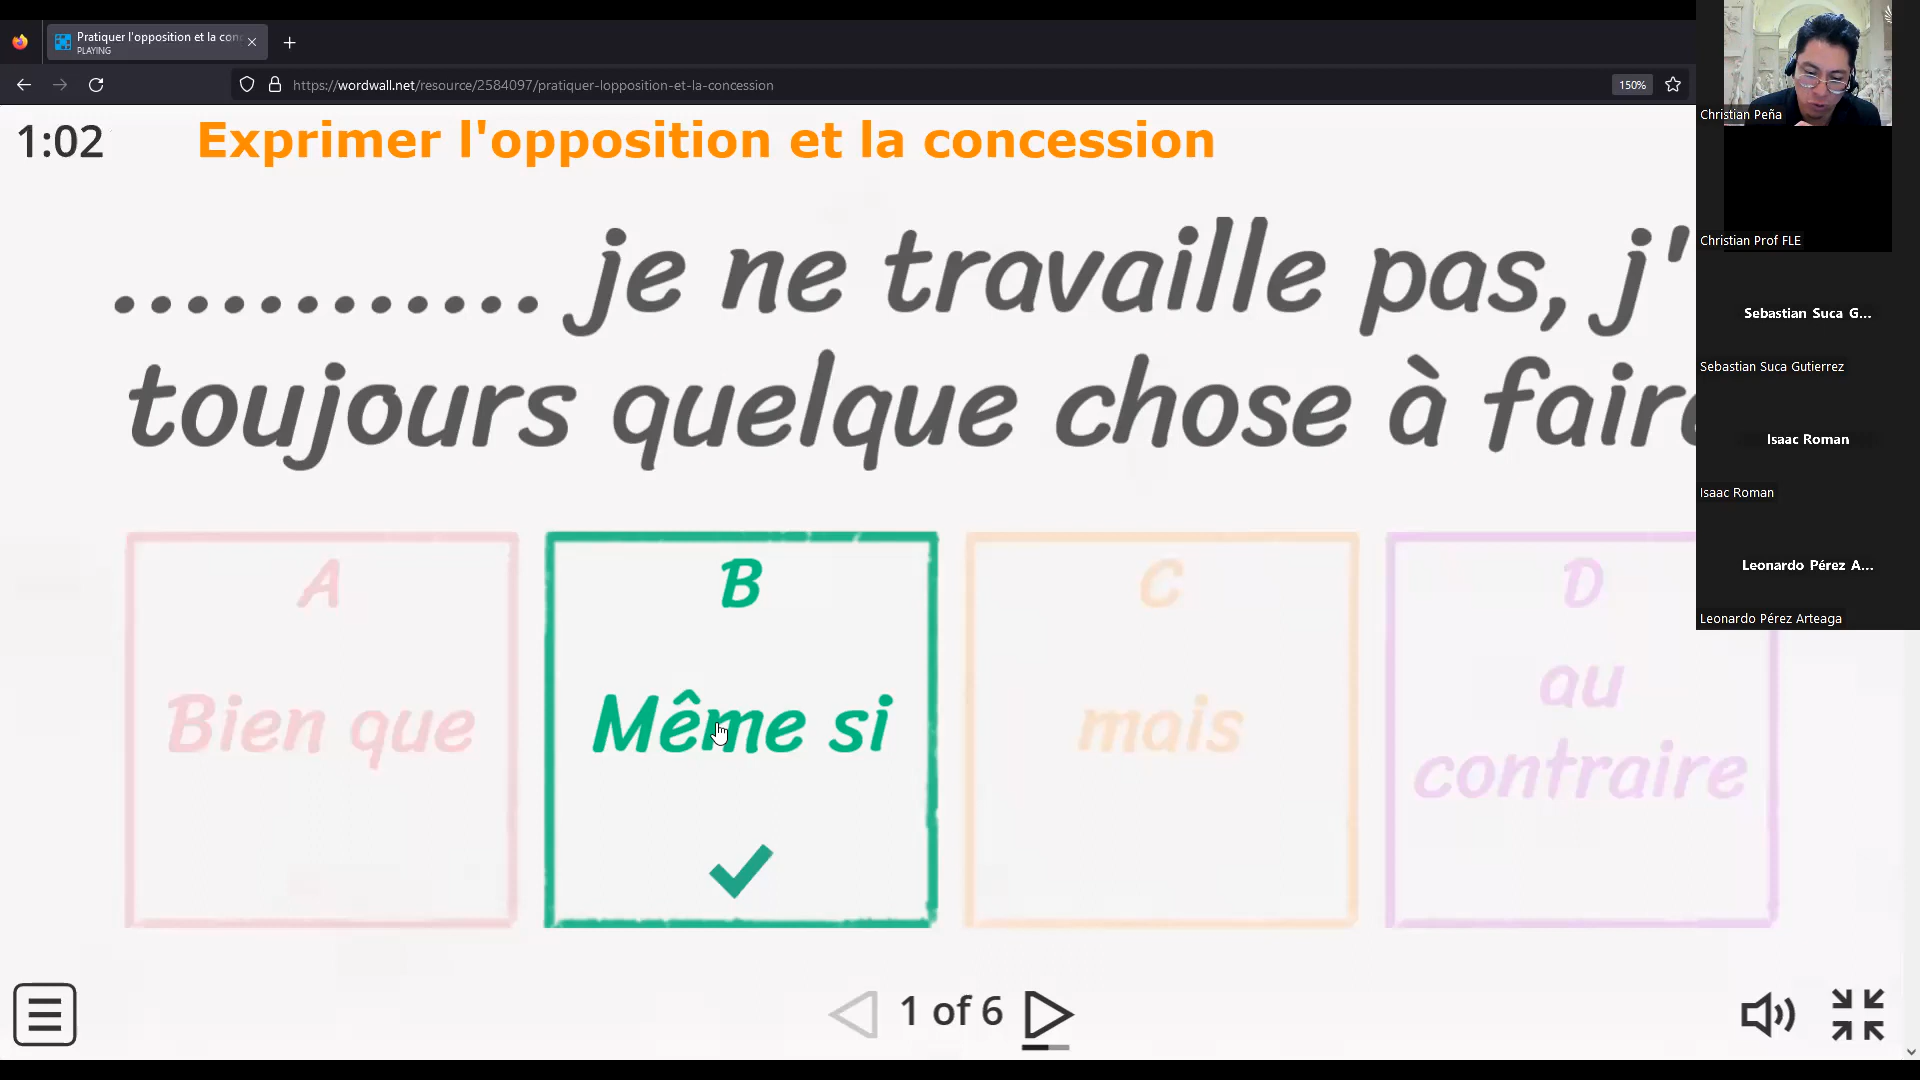 Pratiquer l'opposition et la con
PLAYING
https://wordwall.net/resource/2584097/pratiquer-lopposition-et-la-concession
150%
1:02
Exprimer l'opposition et la concession
............ je ne travaille pas, j'
toujours quelque chose à faire
A
Bien que
B
Même si
C
mais
D
au
contraire
1 of 6
Christian Peña
Christian Prof FLE
Sebastian Suca G...
Sebastian Suca Gutierrez
Isaac Roman
Isaac Roman
Leonardo Pérez A...
Leonardo Pérez Arteaga